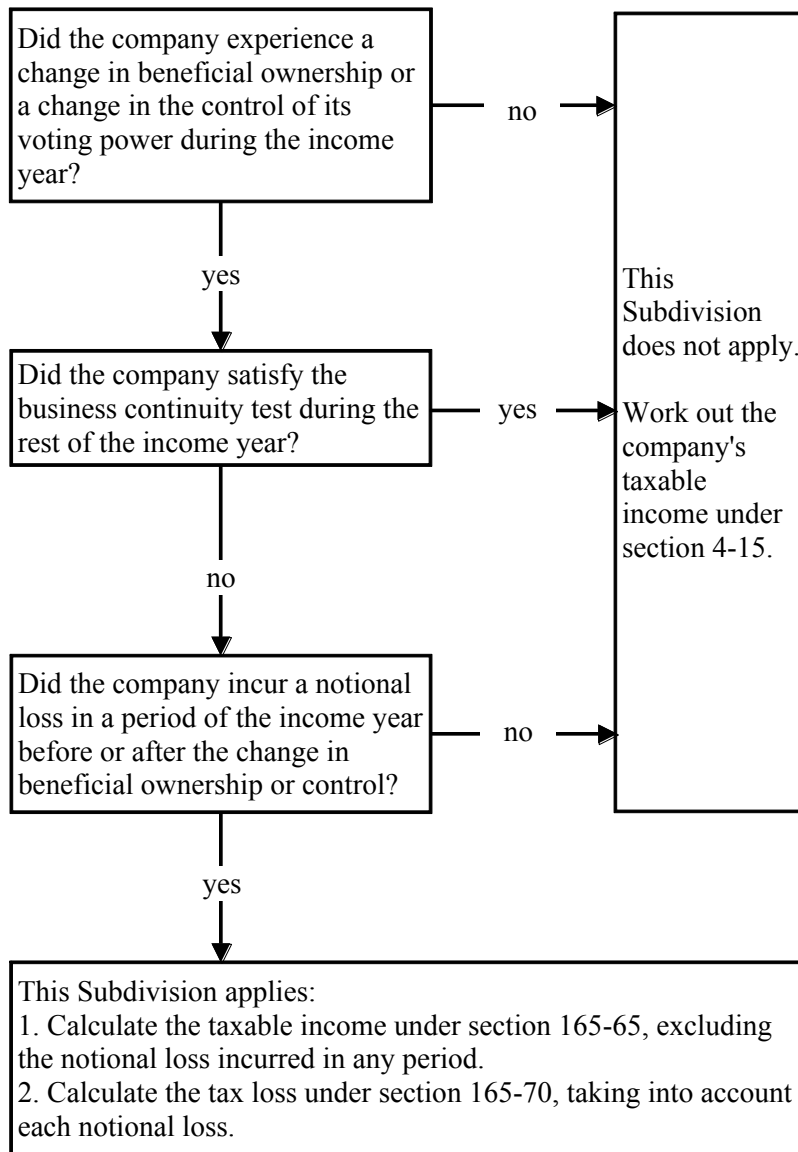 Did the company experience a
change in beneficial ownership or
a change in the control of its
voting power during the income
year?
no
yes
This
Subdivision
does not apply.
Work out the
company's
taxable
income under
section 4-15.
Did the company satisfy the
business continuity test during the
rest of the income year?
yes
no
Did the company incur a notional
loss in a period of the income year
before or after the change in
beneficial ownership or control?
no
yes
This Subdivision applies:
1. Calculate the taxable income under section 165-65, excluding
the notional loss incurred in any period.
2. Calculate the tax loss under section 165-70, taking into account
each notional loss.